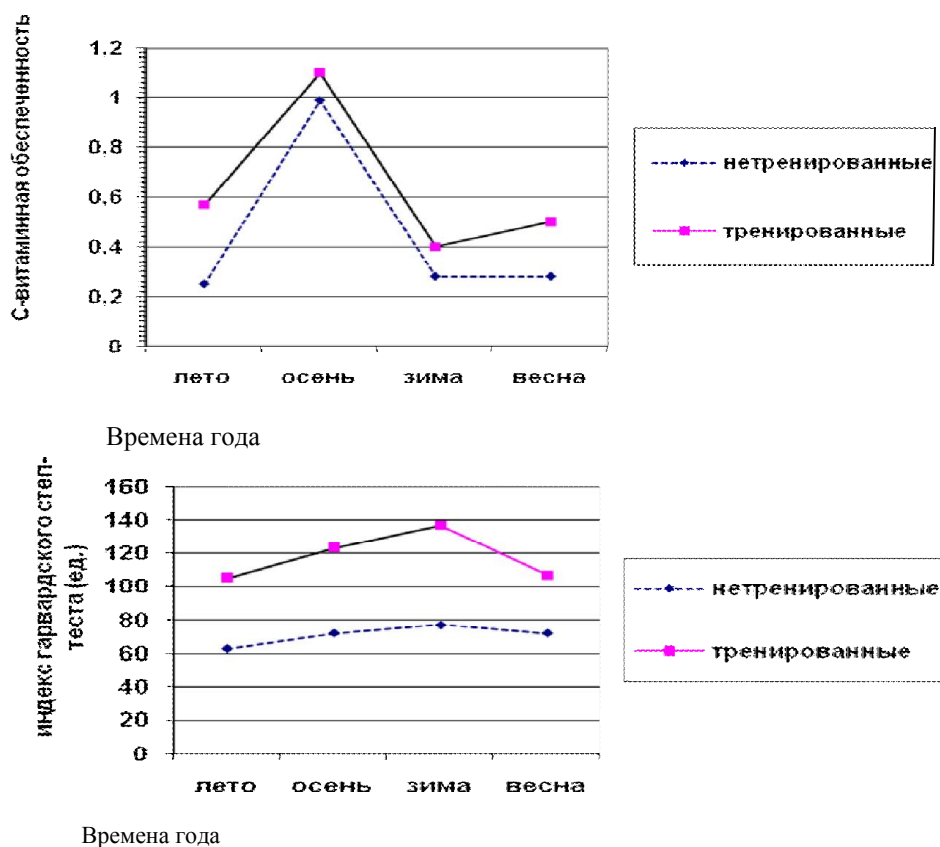 С-витаминная обеспеченность
1,2
1
0,8
0,6
0,4
0,2
0
лето осень зима весна
нетренированные
тренированные
Времена года
индекс гарвардского степ-
теста (ед,)
160
140
120
100
80
60
40
20
0
лето осень зима весна
нетренированные
тренированные
Времена года